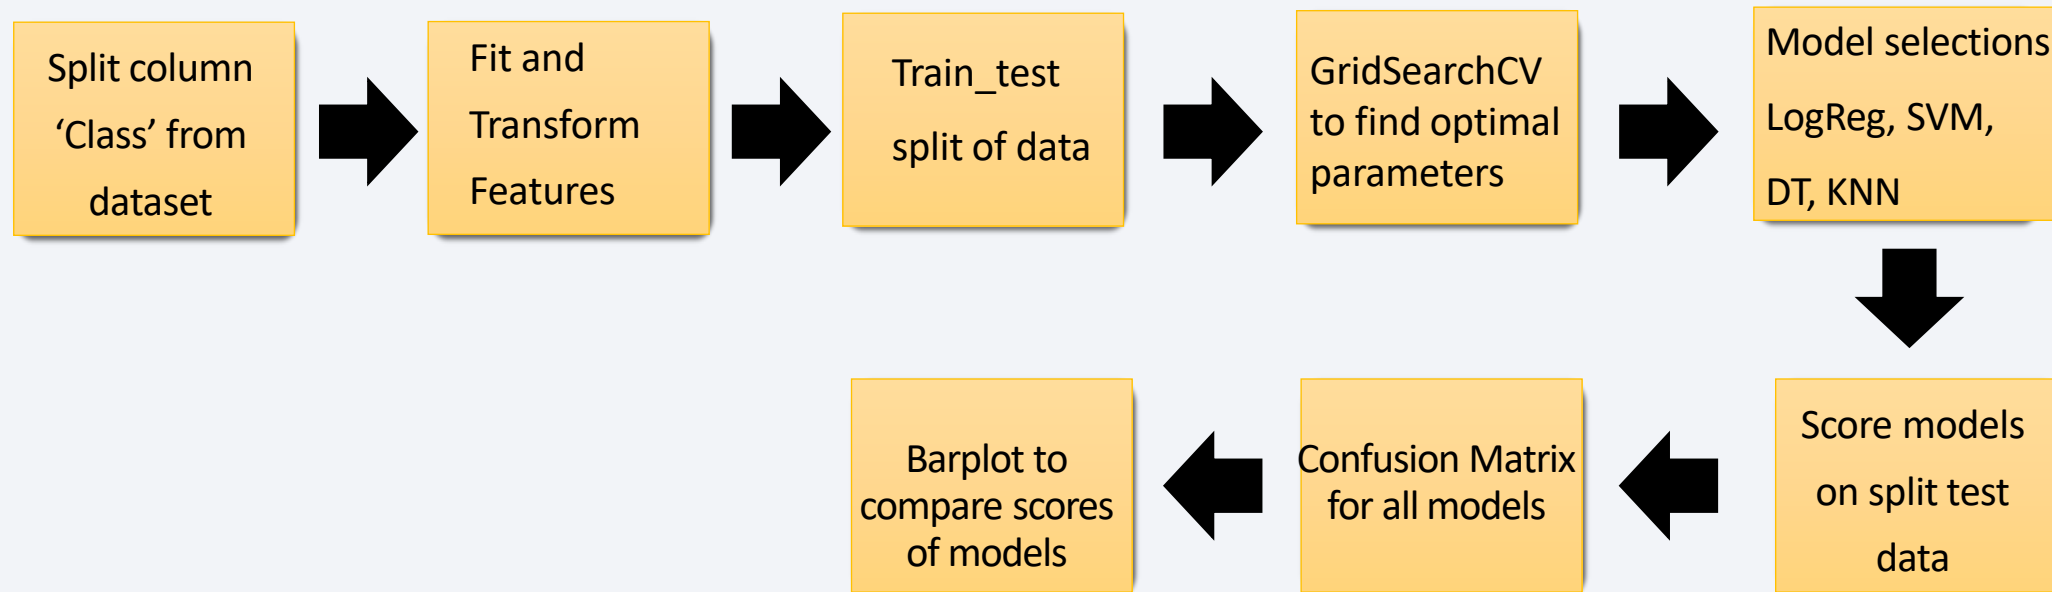 Split column
‘Class’ from
dataset
Fit and
Transform
Features
Train_test
split of data
GridSearchCV
to find optimal
parameters
Model selections
LogReg, SVM,
DT, KNN
Score models
on split test
data
Confusion Matrix
for all models
Barplot to
compare scores
of models